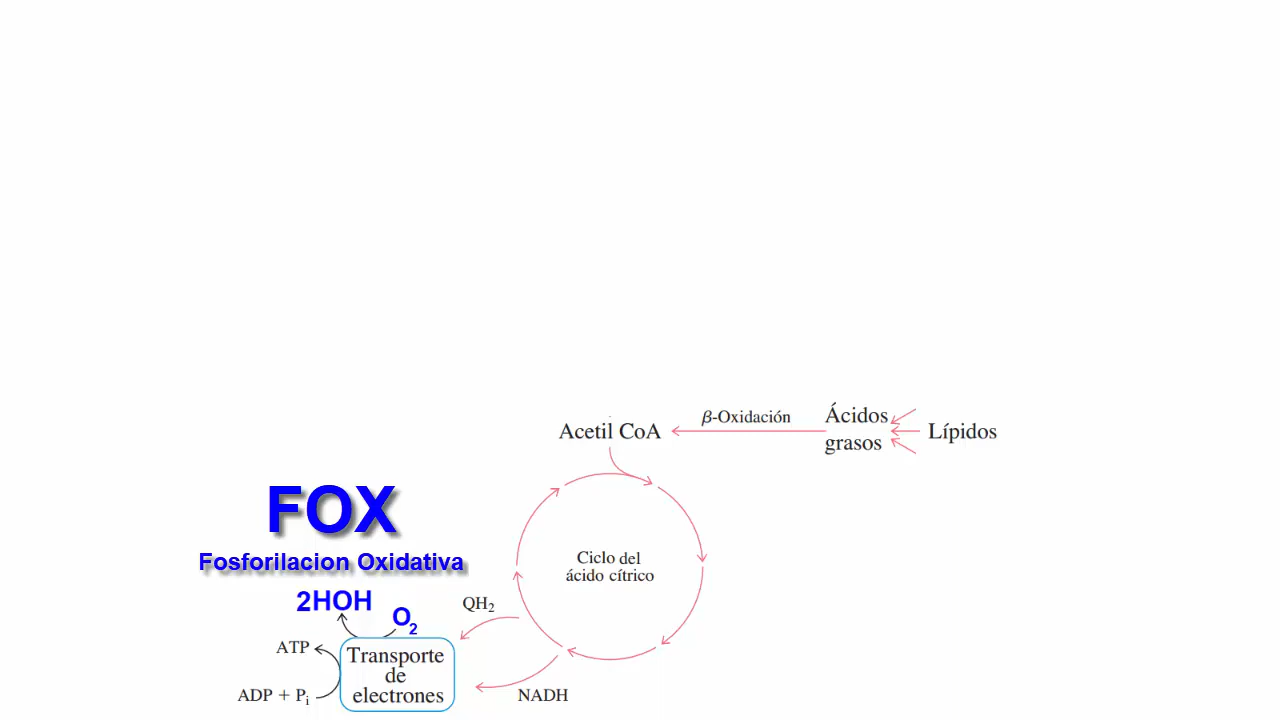 β-Oxidación
Ácidos
grasos
Lípidos
Acetil CoA
FOX
Fosforilacion Oxidativa
Ciclo del
ácido cítrico
2HOH
O2
QH2
ATP
Transporte
de
electrones
ADP + Pi
NADH